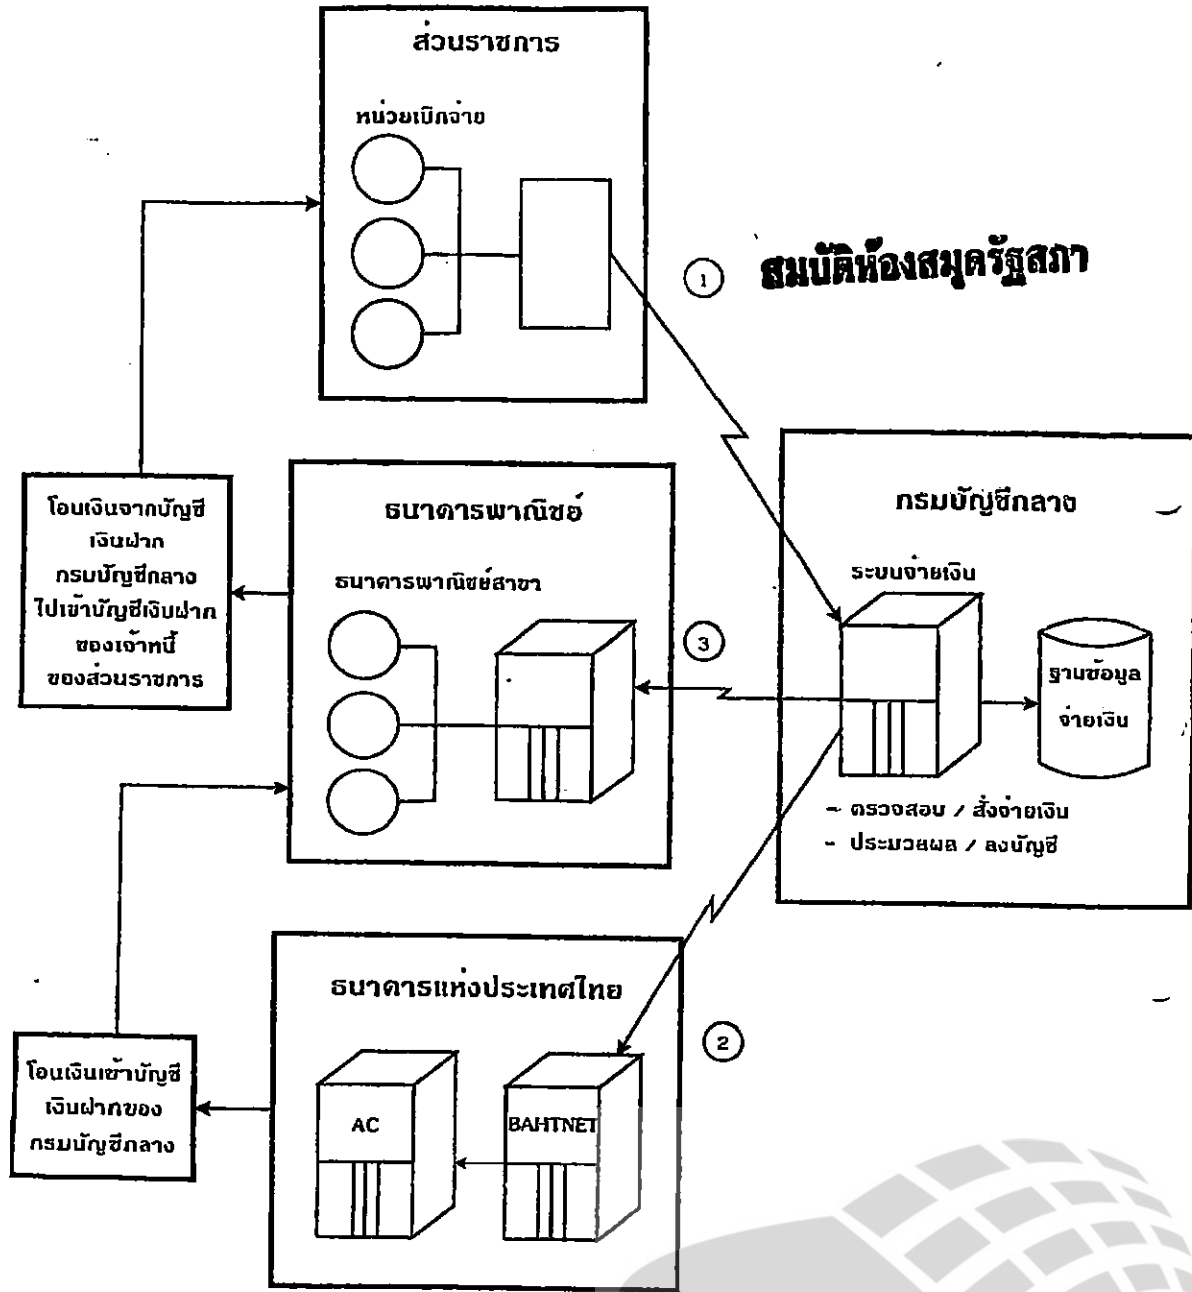 ส่วนราชการ
หน่วยเบิกจ่าย
1
สมบัติห้องสมุดรัฐสภา
โอนเงินจากบัญชี
เงินฝาก
กรมบัญชีกลาง
ไปเข้าบัญชีเงินฝาก
ของเจ้าหนี้
ของส่วนราชการ
ธนาคารพาณิชย์
ธนาคารพาณิชย์สาขา
3
กรมบัญชีกลาง
ระบบจ่ายเงิน
ฐานข้อมูล
จ่ายเงิน
- ตรวจสอบ / สั่งจ่ายเงิน
- ประมวลผล / ลงบัญชี
ธนาคารแห่งประเทศไทย
2
AC
BAHTNET
โอนเงินเข้าบัญชี
เงินฝากของ
กรมบัญชีกลาง